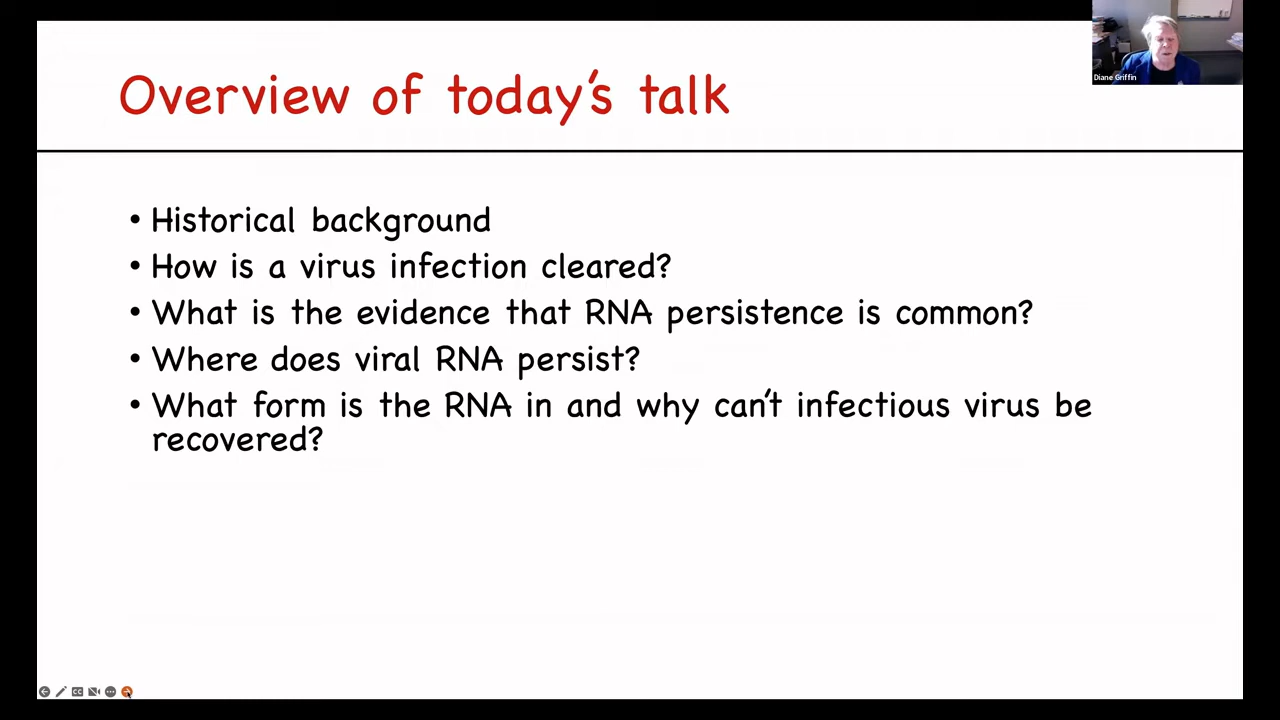 Overview of today's talk
Diane Griffin
• Historical background
• How is a virus infection cleared?
• What is the evidence that RNA persistence is common?
• Where does viral RNA persist?
• What form is the RNA in and why can't infectious virus be
recovered?